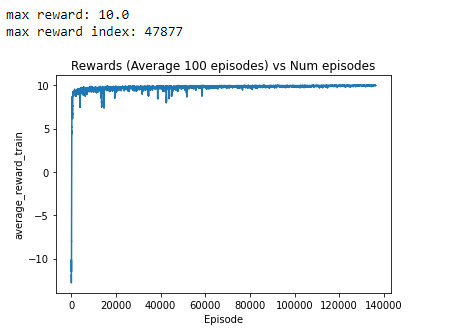 max reward: 10.0
max reward index: 47877
Rewards (Average 100 episodes) vs Num episodes
10
5
0
−5
−10
average_reward_train
0 20000 40000 60000 80000 100000 120000 140000
Episode